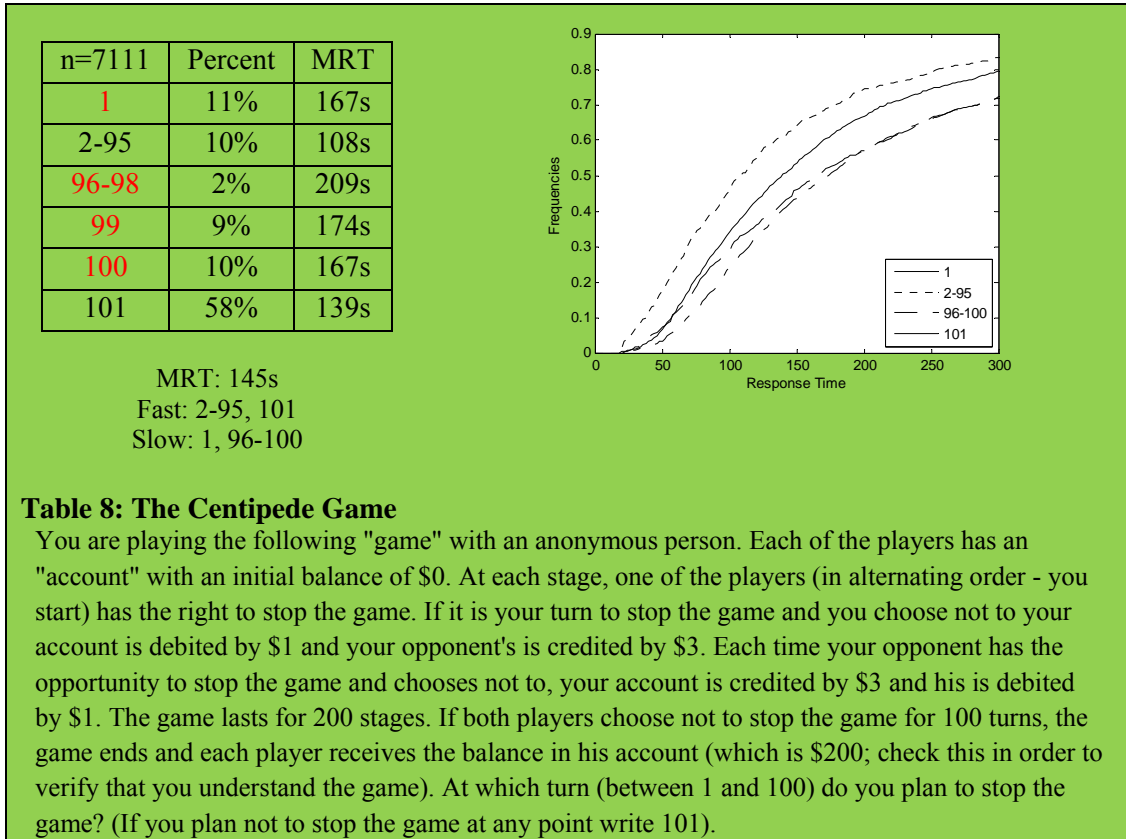 n=7111 Percent MRT
1 11% 167s
2-95 10% 108s
96-98 2% 209s
99 9% 174s
100 10% 167s
101 58% 139s
MRT: 145s
Fast: 2-95, 101
Slow: 1, 96-100
0.9
0.8
0.7
0.6
0.5
0.4
0.3
0.2
0.1
0
Frequencies
0 50 100 150 200 250 300
Response Time
1
2-95
96-100
101
Table 8: The Centipede Game
You are playing the following "game" with an anonymous person. Each of the players has an
"account" with an initial balance of $0. At each stage, one of the players (in alternating order - you
start) has the right to stop the game. If it is your turn to stop the game and you choose not to your
account is debited by $1 and your opponent's is credited by $3. Each time your opponent has the
opportunity to stop the game and chooses not to, your account is credited by $3 and his is debited
by $1. The game lasts for 200 stages. If both players choose not to stop the game for 100 turns, the
game ends and each player receives the balance in his account (which is $200; check this in order to
verify that you understand the game). At which turn (between 1 and 100) do you plan to stop the
game? (If you plan not to stop the game at any point write 101).